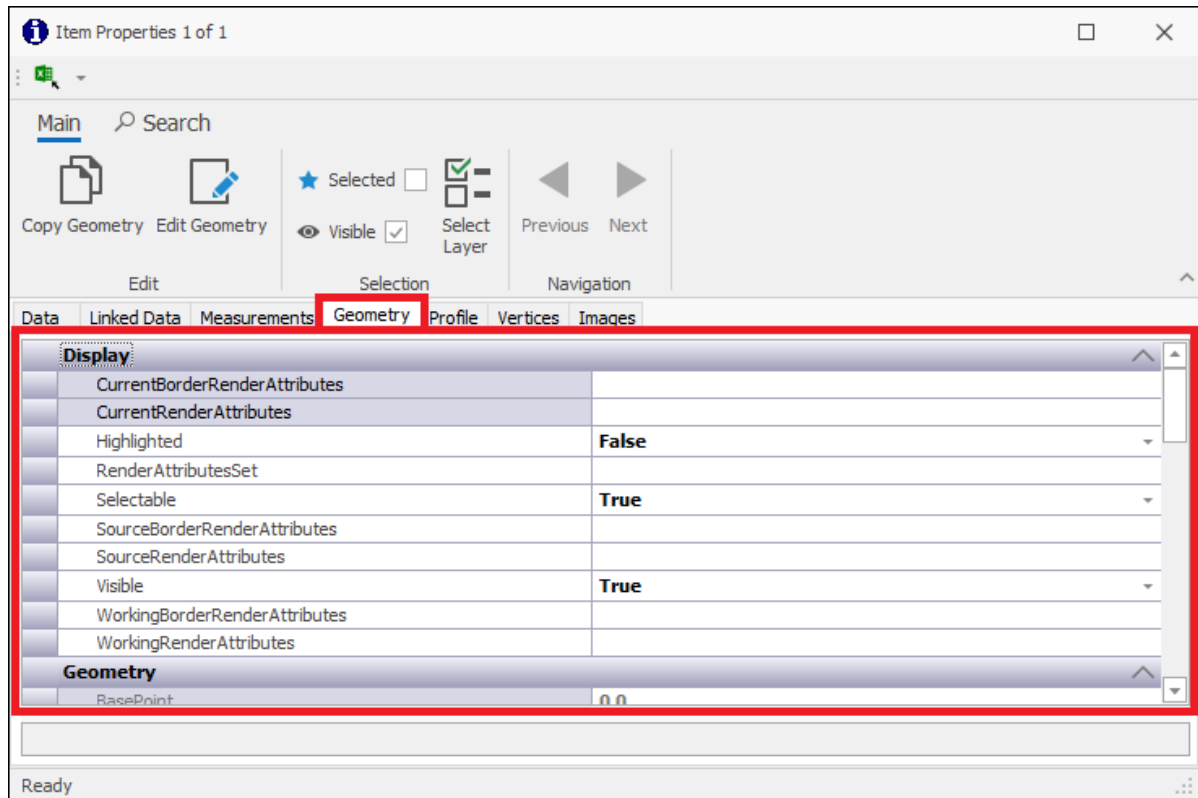 Item Properties 1 of 1
Main Search
Copy Geometry Edit Geometry
Selected
Visible
Select
Layer
Previous Next
Edit Selection Navigation
Data Linked Data Measurements Geometry Profile Vertices Images
Display
CurrentBorderRenderAttributes
CurrentRenderAttributes
Highlighted False
RenderAttributesSet
Selectable True
SourceBorderRenderAttributes
SourceRenderAttributes
Visible True
WorkingBorderRenderAttributes
WorkingRenderAttributes
Geometry
BasePoint
Ready